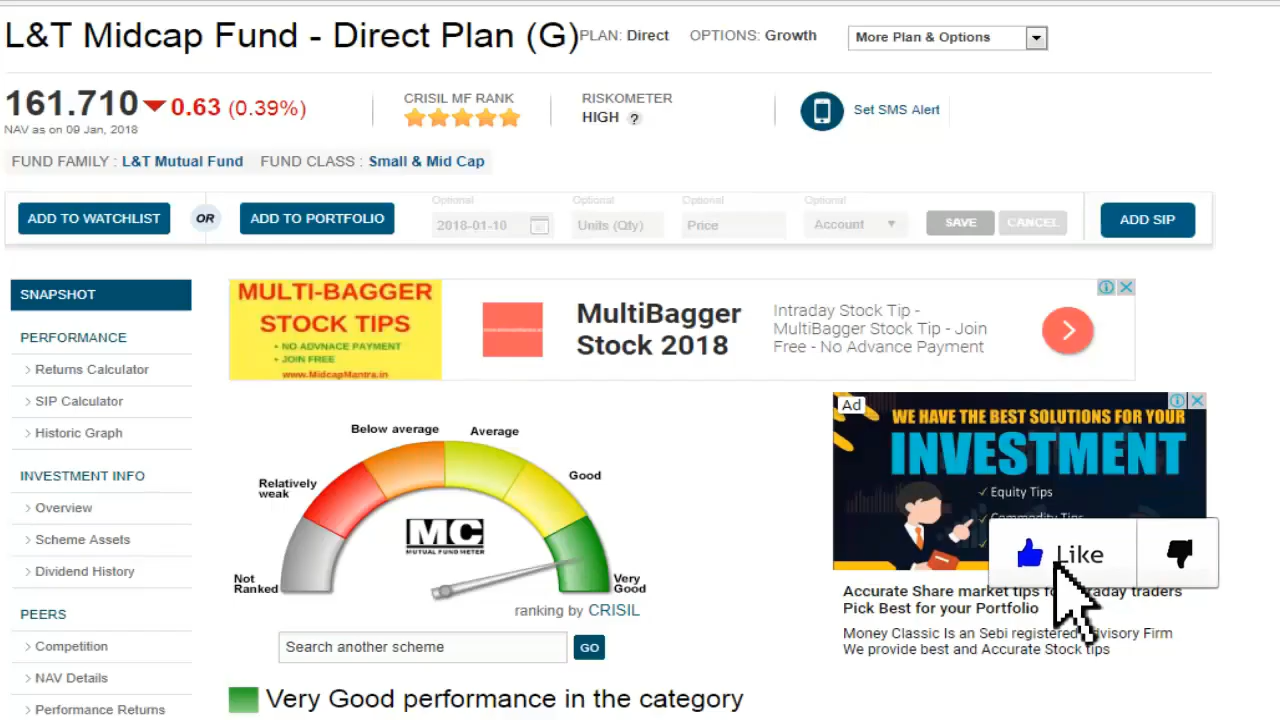 L&T Midcap Fund - Direct Plan (G)
PLAN: Direct
OPTIONS: Growth
More Plan & Options
161.710 0.63 (0.39%)
NAV as on 09 Jan, 2018
CRISIL MF RANK
RISKOMETER
HIGH ?
Set SMS Alert
FUND FAMILY : L&T Mutual Fund
FUND CLASS : Small & Mid Cap
ADD TO WATCHLIST
OR
ADD TO PORTFOLIO
Optional
2018-01-10
Optional
Units (Qty)
Optional
Price
Optional
Account
SAVE
CANCEL
ADD SIP
SNAPSHOT
PERFORMANCE
Returns Calculator
SIP Calculator
Historic Graph
INVESTMENT INFO
Overview
Scheme Assets
Dividend History
PEERS
Competition
NAV Details
Performance Returns
MULTI-BAGGER
STOCK TIPS
• NO ADVNACE PAYMENT
• JOIN FREE
www.MidcapMantra.in
MultiBagger
Stock 2018
Intraday Stock Tip -
MultiBagger Stock Tip - Join
Free - No Advance Payment
Not
Ranked
Relatively
weak
Below average
Average
Good
Very
Good
MC
MUTUAL FUND METER
ranking by CRISIL
Search another scheme
GO
Very Good performance in the category
Ad
WE HAVE THE BEST SOLUTIONS FOR YOUR
INVESTMENT
✓ Equity Tips
✓ Commodity Tips
Like
Accurate Share market tips traders
Pick Best for your Portfolio
Money Classic Is an Sebi registered Firm
We provide best and Accurate Stock tips